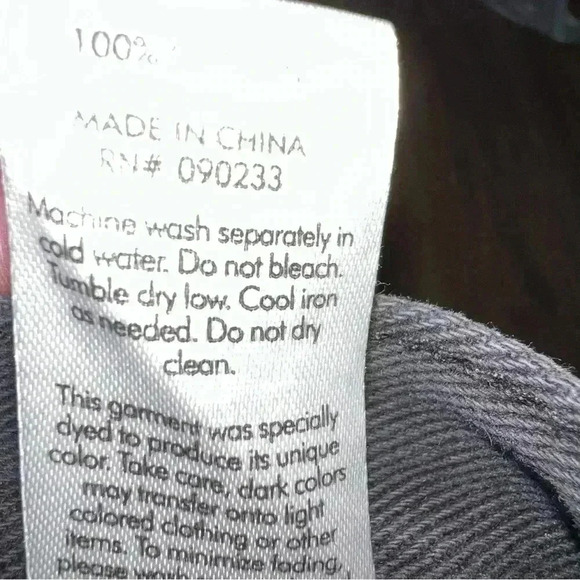 100%
MADE IN CHINA
RN# 090233
Machine wash separately in
cold water. Do not bleach.
Tumble dry low. Cool iron
as needed. Do not dry
clean.
This garment was specially
dyed to produce its unique
color. Take care, dark colors
may transfer onto light
colored clothing or other
items. To minimize fading,
please wash